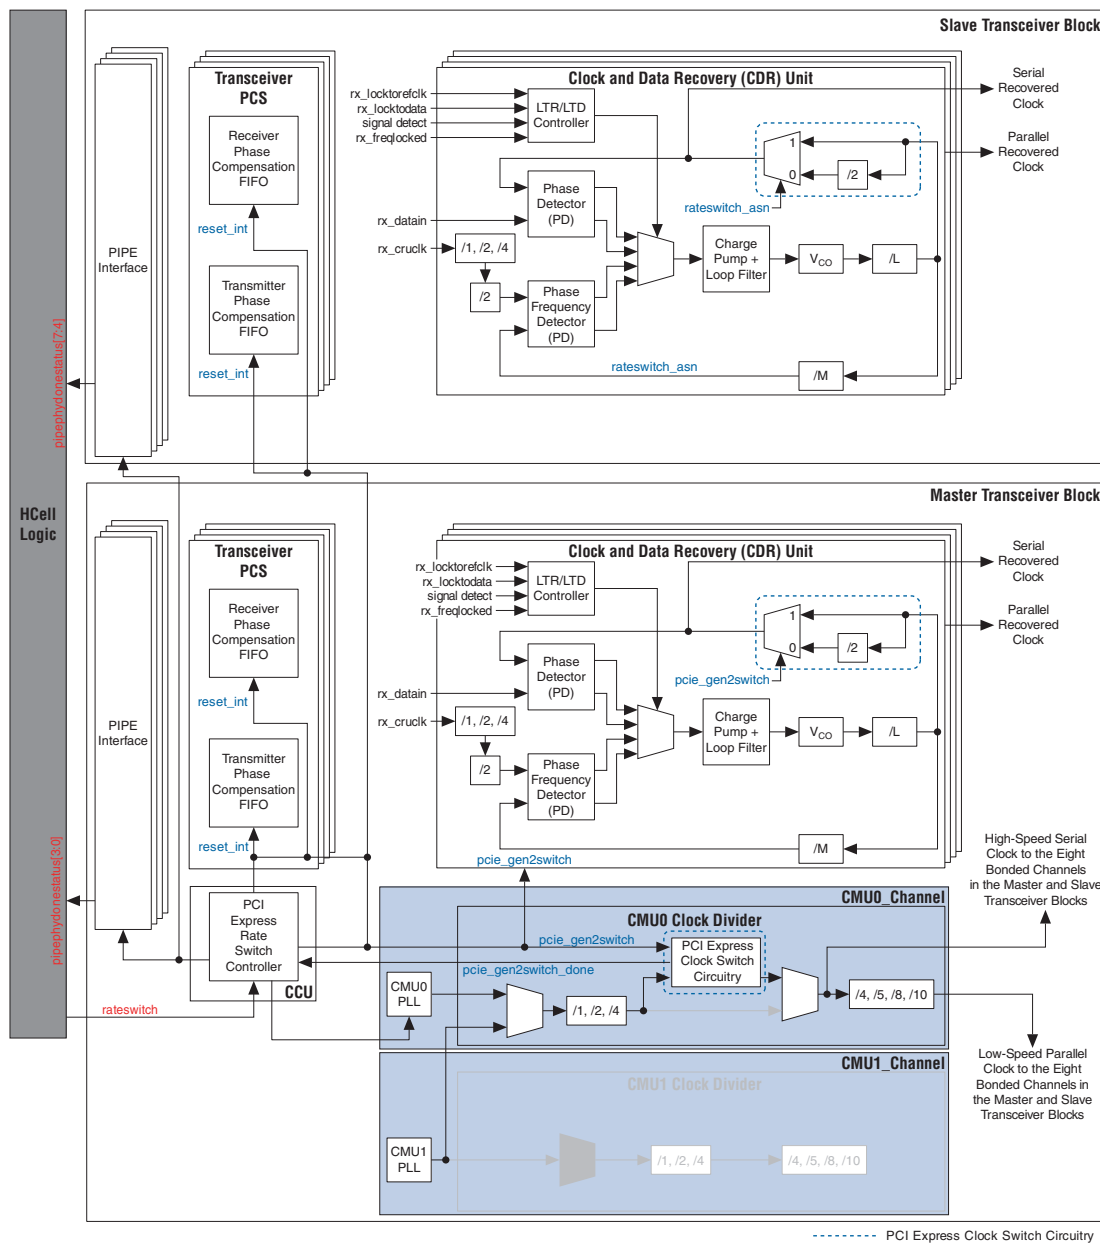 Slave Transceiver Block
Transceiver
PCS
Receiver
Phase
Compensation
FIFO
reset_int
Transmitter
Phase
Compensation
FIFO
reset_int
PIPE
Interface
pipephydonestatus[7:4]
Clock and Data Recovery (CDR) Unit
rx_locktorefclk
rx_locktodata
signal detect
rx_freqlocked
LTR/LTD
Controller
Serial
Recovered
Clock
Parallel
Recovered
Clock
1
0
/2
rateswitch_asn
Phase
Detector
(PD)
rx_datain
rx_cruclk
/1, /2, /4
/2
Phase
Frequency
Detector
(PD)
Charge
Pump +
Loop Filter
VCO
/L
rateswitch_asn
/M
HCell
Logic
Master Transceiver Block
Transceiver
PCS
Receiver
Phase
Compensation
FIFO
reset_int
Transmitter
Phase
Compensation
FIFO
reset_int
PIPE
Interface
pipephydonestatus[3:0]
Clock and Data Recovery (CDR) Unit
rx_locktorefclk
rx_locktodata
signal detect
rx_freqlocked
LTR/LTD
Controller
Serial
Recovered
Clock
Parallel
Recovered
Clock
1
0
/2
pcie_gen2switch
Phase
Detector
(PD)
rx_datain
rx_cruclk
/1, /2, /4
/2
Phase
Frequency
Detector
(PD)
Charge
Pump +
Loop Filter
VCO
/L
/M
pcie_gen2switch
High-Speed Serial
Clock to the Eight
Bonded Channels
in the Master and Slave
Transceiver Blocks
PCI
Express
Rate
Switch
Controller
CCU
rateswitch
CMU0_Channel
CMU0 Clock Divider
pcie_gen2switch
PCI Express
Clock Switch
Circuitry
pcie_gen2switch_done
CMU0
PLL
/1, /2, /4
/4, /5, /8, /10
Low-Speed Parallel
Clock to the Eight
Bonded Channels in
the Master and Slave
Transceiver Blocks
CMU1_Channel
CMU1 Clock Divider
CMU1
PLL
/1, /2, /4
/4, /5, /8, /10
PCI Express Clock Switch Circuitry